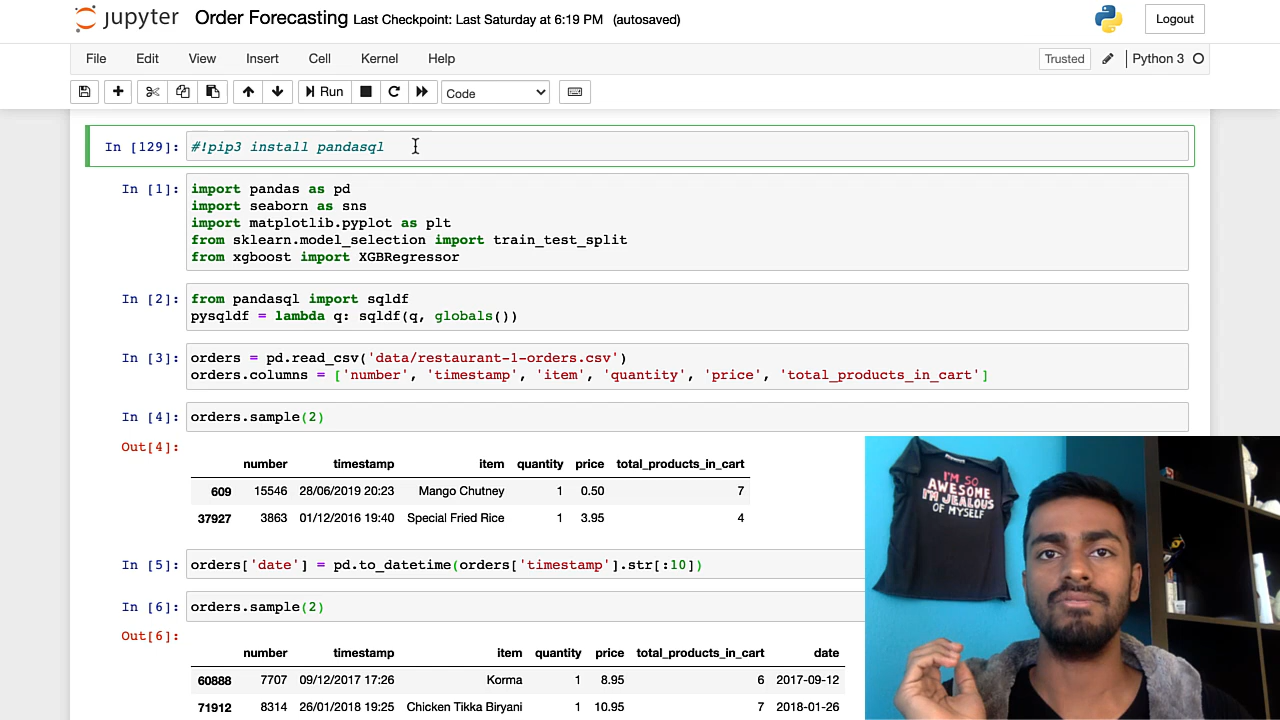 jupyter Order Forecasting Last Checkpoint: Last Saturday at 6:19 PM (autosaved)
Logout
File Edit View Insert Cell Kernel Help
Trusted Python 3
Run Code
In [129]: #!pip3 install pandasql
In [1]: import pandas as pd
import seaborn as sns
import matplotlib.pyplot as plt
from sklearn.model_selection import train_test_split
from xgboost import XGBRegressor
In [2]: from pandasql import sqldf
pysqldf = lambda q: sqldf(q, globals())
In [3]: orders = pd.read_csv('data/restaurant-1-orders.csv')
orders.columns = ['number', 'timestamp', 'item', 'quantity', 'price', 'total_products_in_cart']
In [4]: orders.sample(2)
Out[4]:
number timestamp item quantity price total_products_in_cart
609 15546 28/06/2019 20:23 Mango Chutney 1 0.50 7
37927 3863 01/12/2016 19:40 Special Fried Rice 1 3.95 4
In [5]: orders['date'] = pd.to_datetime(orders['timestamp'].str[:10])
In [6]: orders.sample(2)
Out[6]:
number timestamp item quantity price total_products_in_cart date
60888 7707 09/12/2017 17:26 Korma 1 8.95 6 2017-09-12
71912 8314 26/01/2018 19:25 Chicken Tikka Biryani 1 10.95 7 2018-01-26
I'M SO
AWESOME
I'M JEALOUS
OF MYSELF